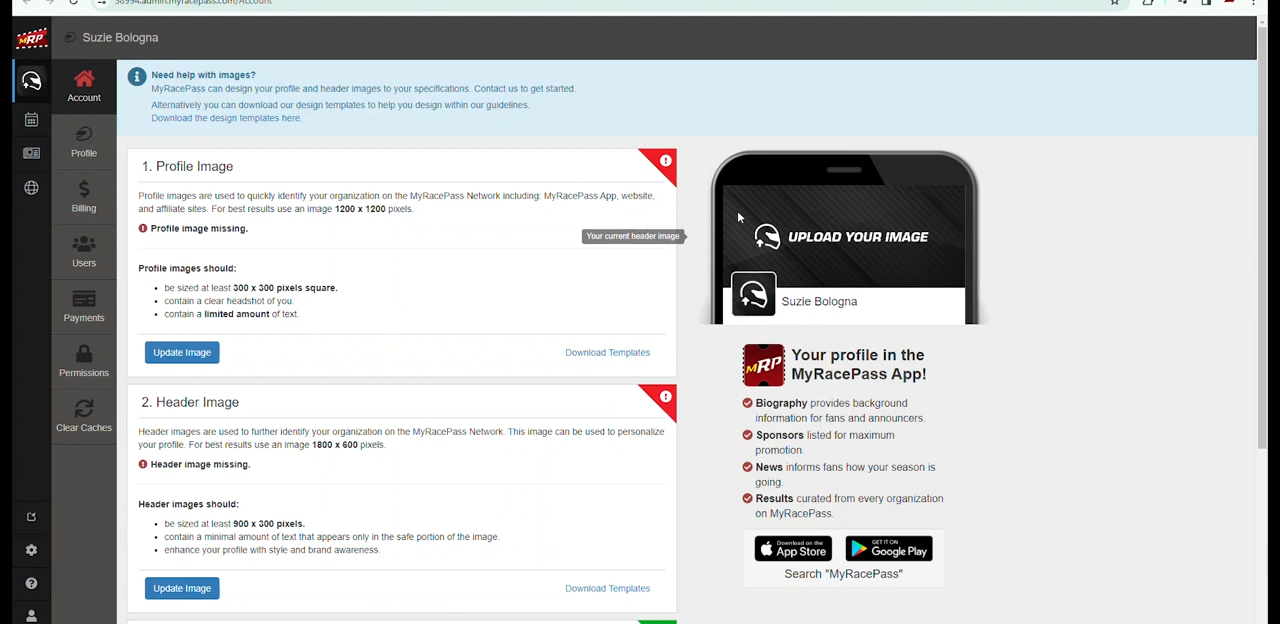 58994.admin.myracepass.com/Account
MRP
Suzie Bologna
Account
Profile
Billing
Users
Payments
Permissions
Clear Caches
Need help with images?
MyRacePass can design your profile and header images to your specifications. Contact us to get started.
Alternatively you can download our design templates to help you design within our guidelines.
Download the design templates here.
1. Profile Image
Profile images are used to quickly identify your organization on the MyRacePass Network including: MyRacePass App, website,
and affiliate sites. For best results use an image 1200 x 1200 pixels.
Profile image missing.
Profile images should:
• be sized at least 300 x 300 pixels square.
• contain a clear headshot of you.
• contain a limited amount of text.
Update Image
Download Templates
2. Header Image
Header images are used to further identify your organization on the MyRacePass Network. This image can be used to personalize
your profile. For best results use an image 1800 x 600 pixels.
Header image missing.
Header images should:
• be sized at least 900 x 300 pixels.
• contain a minimal amount of text that appears only in the safe portion of the image.
• enhance your profile with style and brand awareness.
Update Image
Download Templates
Your current header image
UPLOAD YOUR IMAGE
Suzie Bologna
MRP
Your profile in the
MyRacePass App!
Biography provides background
information for fans and announcers.
Sponsors listed for maximum
promotion.
News informs fans how your season is
going.
Results curated from every organization
on MyRacePass.
Download on the
App Store
GET IT ON
Google Play
Search "MyRacePass"